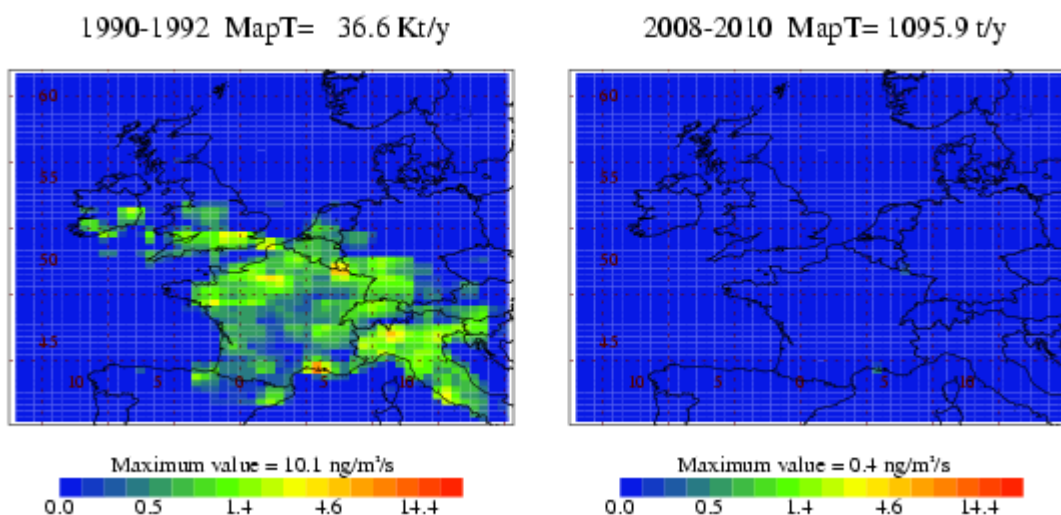 1990-1992 MapT= 36.6 Kt/y
2008-2010 MapT= 1095.9 t/y
60
55
50
45
10 5 0 5 10
60
55
50
45
10 5 0 5 10
Maximum value = 10.1 ng/m²/s
0.0 0.5 1.4 4.6 14.4
Maximum value = 0.4 ng/m²/s
0.0 0.5 1.4 4.6 14.4